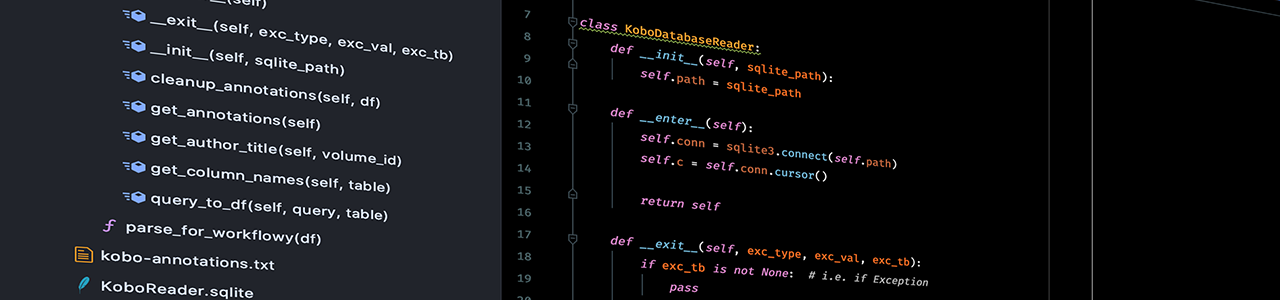 (self)
__exit__(self, exc_type, exc_val, exc_tb)
__init__(self, sqlite_path)
cleanup_annotations(self, df)
get_annotations(self)
get_author_title(self, volume_id)
get_column_names(self, table)
query_to_df(self, query, table)
f parse_for_workflowy(df)
kobo-annotations.txt
KoboReader.sqlite
7
8 class KoboDatabaseReader:
9 def __init__(self, sqlite_path):
10 self.path = sqlite_path
11
12 def __enter__(self):
13 self.conn = sqlite3.connect(self.path)
14 self.c = self.conn.cursor()
15
16 return self
17
18 def __exit__(self, exc_type, exc_val, exc_tb):
19 if exc_tb is not None: # i.e. if Exception
pass